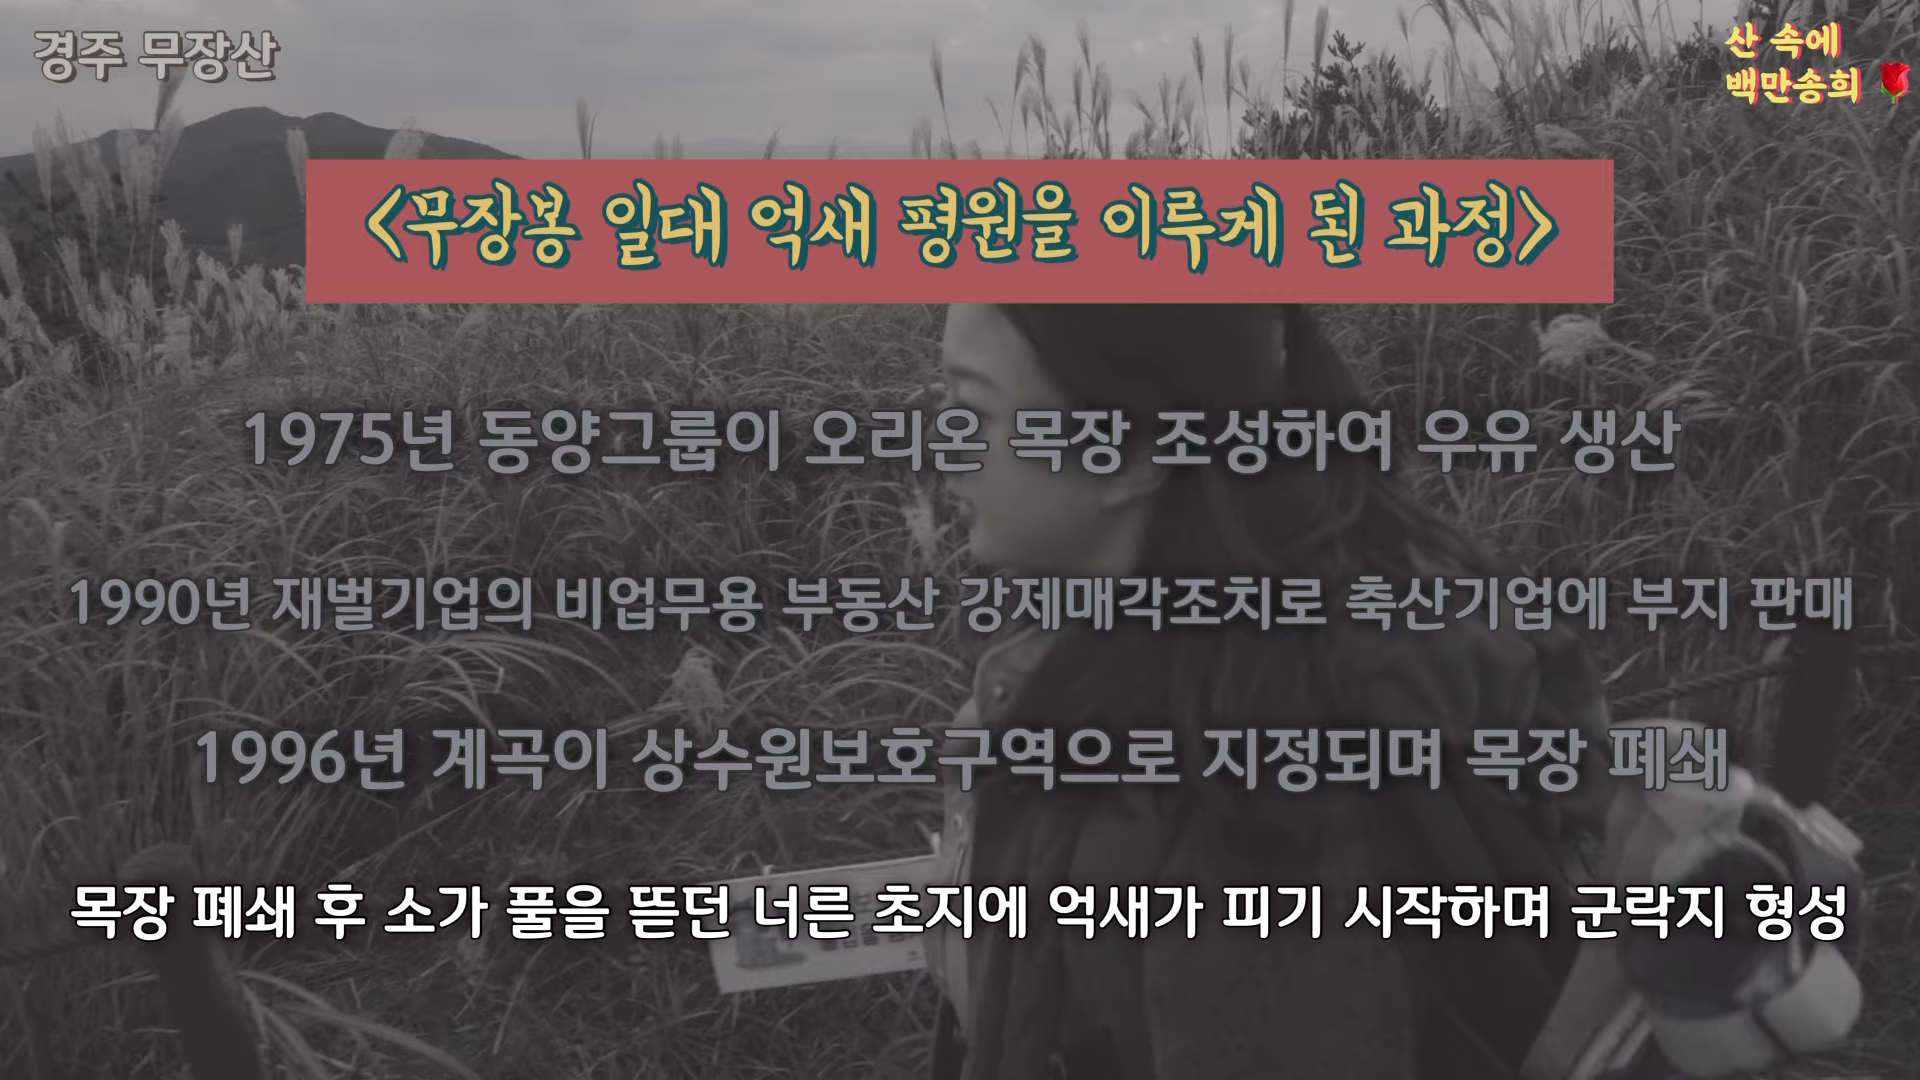 경주 무장산
산 속에
백만송희
<무장봉 일대 억새 평원을 이루게 된 과정>
1975년 동양그룹이 오리온 목장 조성하여 우유 생산
1990년 재벌기업의 비업무용 부동산 강제매각조치로 축산기업에 부지 판매
1996년 계곡이 상수원보호구역으로 지정되며 목장 폐쇄
목장 폐쇄 후 소가 풀을 뜯던 너른 초지에 억새가 피기 시작하며 군락지 형성